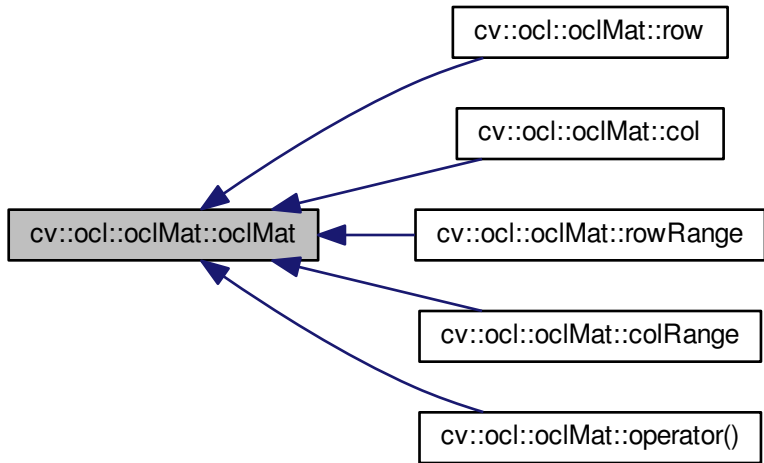 cv::ocl::oclMat::row
cv::ocl::oclMat::col
cv::ocl::oclMat::oclMat
cv::ocl::oclMat::rowRange
cv::ocl::oclMat::colRange
cv::ocl::oclMat::operator()